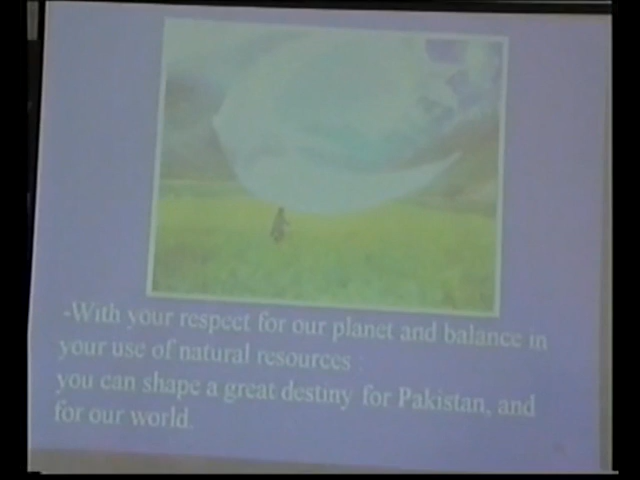 -With your respect for our planet and balance in
your use of natural resources :
you can shape a great destiny for Pakistan, and
for our world.